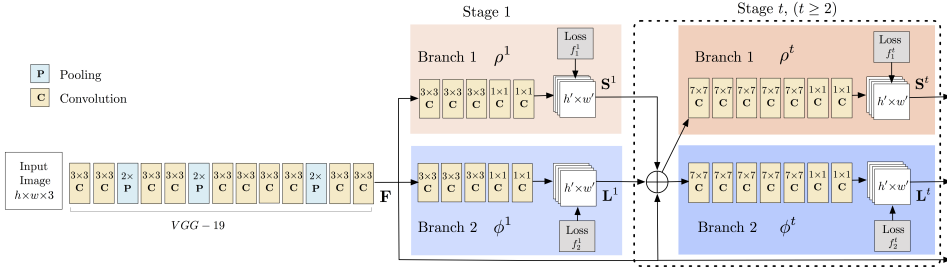 Stage 1
Stage t, (t ≥ 2)
P Pooling
C Convolution
Input
Image
h×w×3
3×3 C
3×3 C
2× P
3×3 C
3×3 C
2× P
3×3 C
3×3 C
3×3 C
3×3 C
2× P
3×3 C
3×3 C
F
VGG − 19
Branch 1 ρ¹
Loss
f₁¹
3×3 C
3×3 C
3×3 C
1×1 C
1×1 C
h′×w′
S¹
3×3 C
3×3 C
3×3 C
1×1 C
1×1 C
h′×w′
L¹
Branch 2 ϕ¹
Loss
f₂¹
Branch 1 ρᵗ
Loss
f₁ᵗ
7×7 C
7×7 C
7×7 C
7×7 C
7×7 C
1×1 C
1×1 C
h′×w′
Sᵗ
7×7 C
7×7 C
7×7 C
7×7 C
7×7 C
1×1 C
1×1 C
h′×w′
Lᵗ
Branch 2 ϕᵗ
Loss
f₂ᵗ